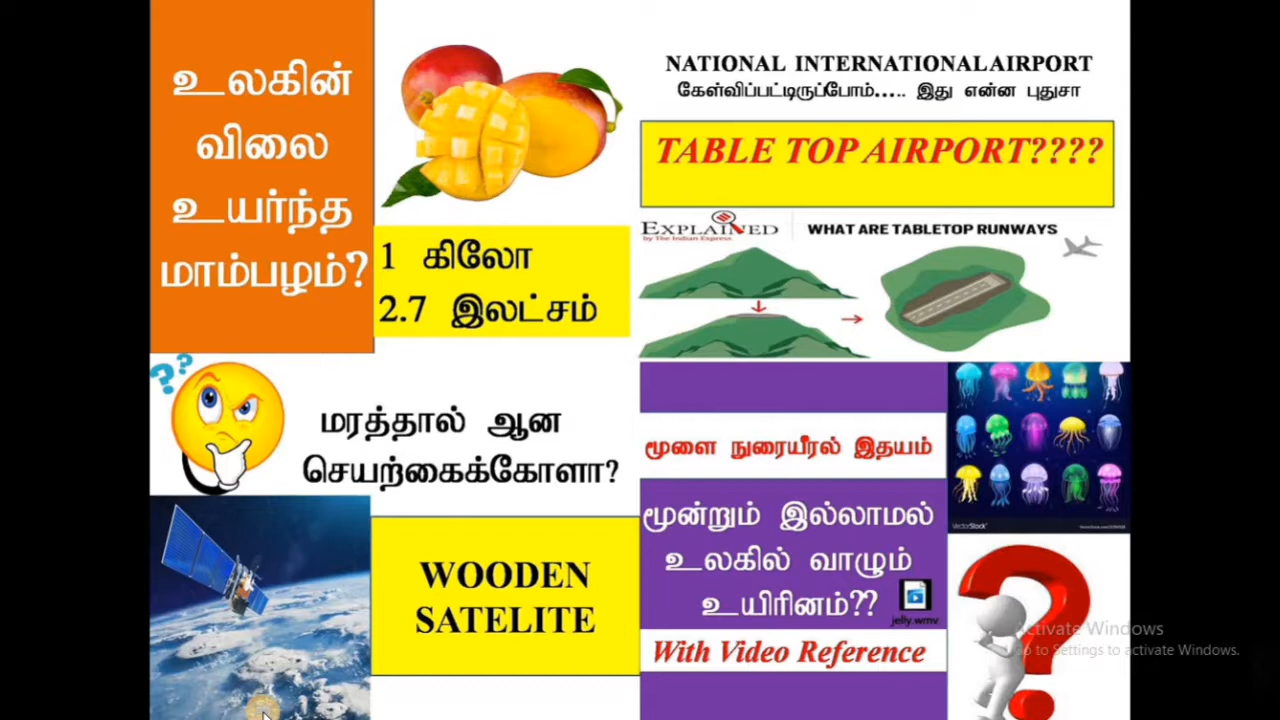 உலகின்
விலை
உயர்ந்த
மாம்பழம்?
1 கிலோ
2.7 இலட்சம்
NATIONAL INTERNATIONALAIRPORT
கேள்விப்பட்டிருப்போம்..... இது என்ன புதுசா
TABLE TOP AIRPORT????
EXPLAINED
by The Indian Express
WHAT ARE TABLETOP RUNWAYS
??
மரத்தால் ஆன
செயற்கைக்கோளா?
WOODEN
SATELITE
மூளை நுரையீரல் இதயம்
மூன்றும் இல்லாமல்
உலகில் வாழும்
உயிரினம்??
jelly.wmv
With Video Reference
VectorStock
?
Activate Windows
Go to Settings to activate Windows.